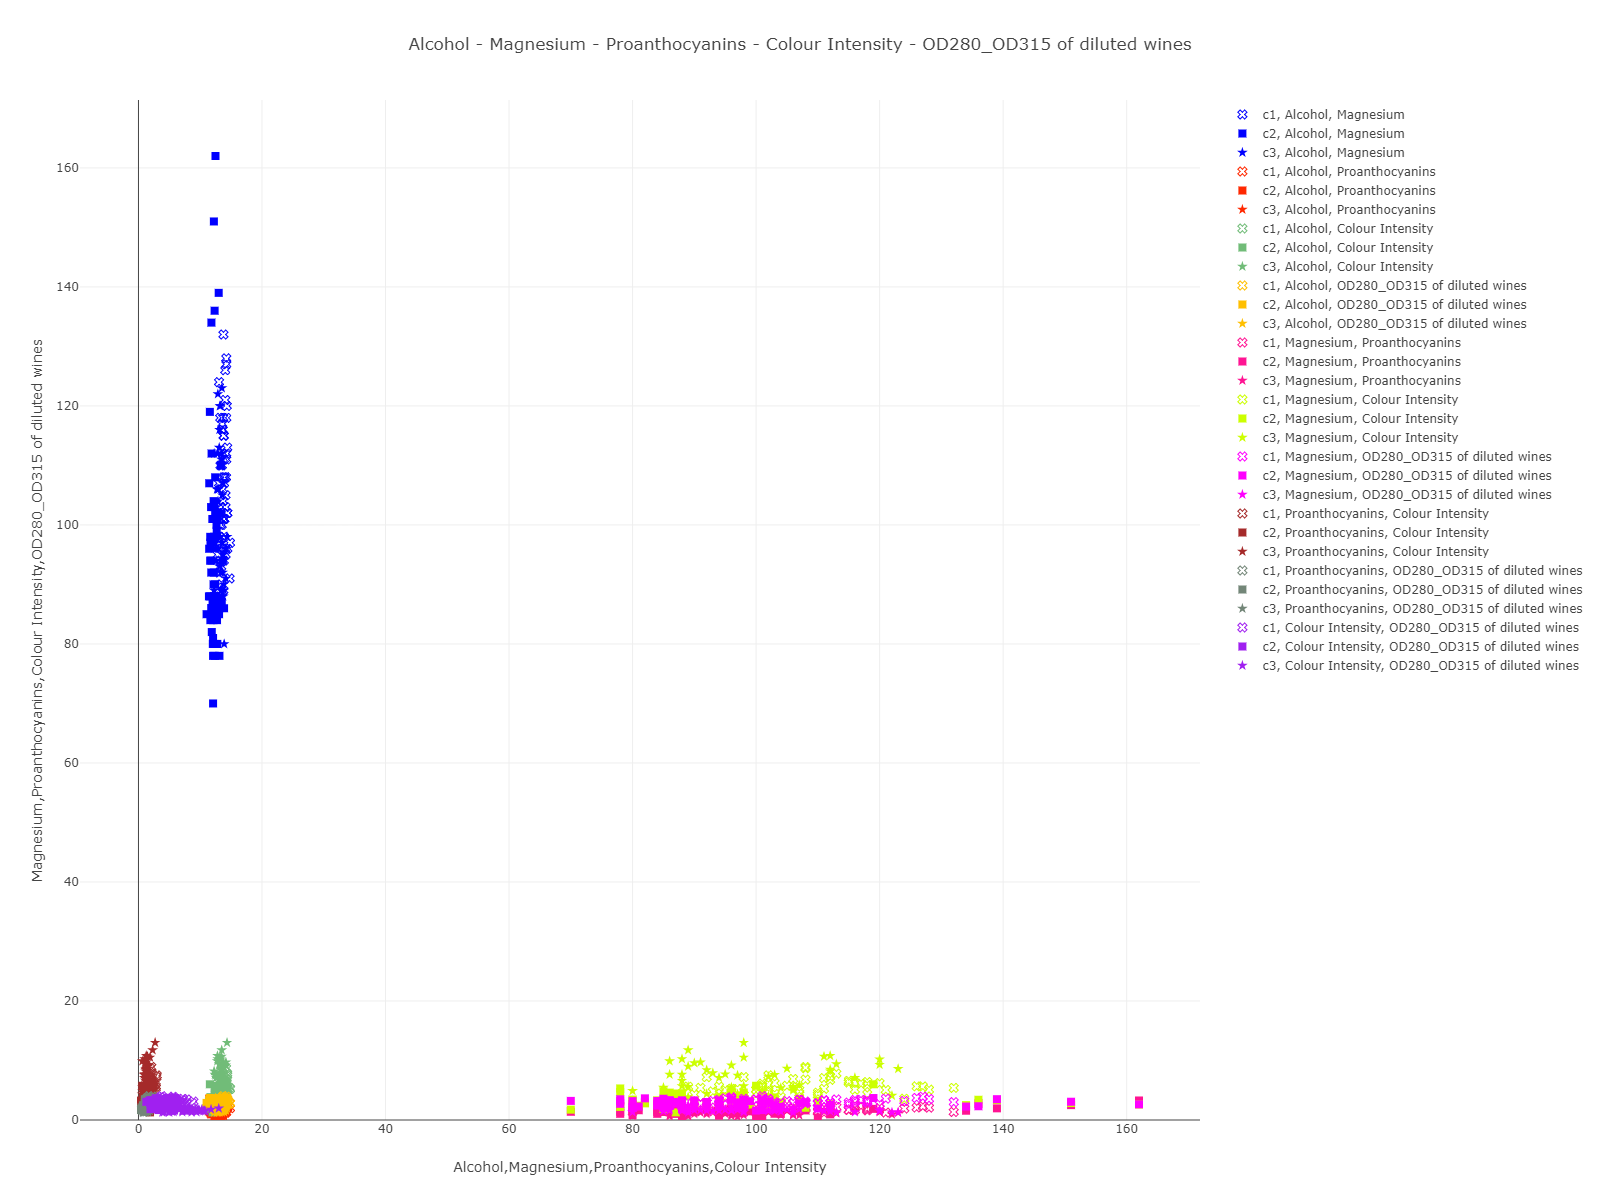 Alcohol - Magnesium - Proanthocyanins - Colour Intensity - OD280_OD315 of diluted wines
Magnesium,Proanthocyanins,Colour Intensity,OD280_OD315 of diluted wines
160
140
120
100
80
60
40
20
0
0 20 40 60 80 100 120 140 160
Alcohol,Magnesium,Proanthocyanins,Colour Intensity
c1, Alcohol, Magnesium
c2, Alcohol, Magnesium
c3, Alcohol, Magnesium
c1, Alcohol, Proanthocyanins
c2, Alcohol, Proanthocyanins
c3, Alcohol, Proanthocyanins
c1, Alcohol, Colour Intensity
c2, Alcohol, Colour Intensity
c3, Alcohol, Colour Intensity
c1, Alcohol, OD280_OD315 of diluted wines
c2, Alcohol, OD280_OD315 of diluted wines
c3, Alcohol, OD280_OD315 of diluted wines
c1, Magnesium, Proanthocyanins
c2, Magnesium, Proanthocyanins
c3, Magnesium, Proanthocyanins
c1, Magnesium, Colour Intensity
c2, Magnesium, Colour Intensity
c3, Magnesium, Colour Intensity
c1, Magnesium, OD280_OD315 of diluted wines
c2, Magnesium, OD280_OD315 of diluted wines
c3, Magnesium, OD280_OD315 of diluted wines
c1, Proanthocyanins, Colour Intensity
c2, Proanthocyanins, Colour Intensity
c3, Proanthocyanins, Colour Intensity
c1, Proanthocyanins, OD280_OD315 of diluted wines
c2, Proanthocyanins, OD280_OD315 of diluted wines
c3, Proanthocyanins, OD280_OD315 of diluted wines
c1, Colour Intensity, OD280_OD315 of diluted wines
c2, Colour Intensity, OD280_OD315 of diluted wines
c3, Colour Intensity, OD280_OD315 of diluted wines